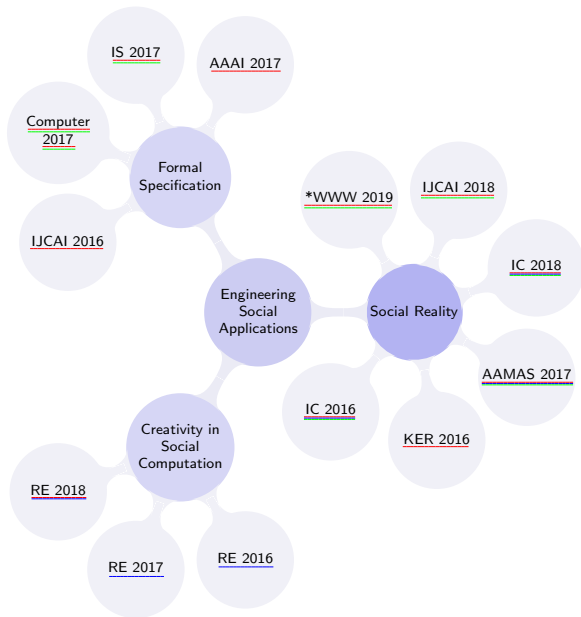 IS 2017
AAAI 2017
Computer
2017
Formal
Specification
IJCAI 2016
*WWW 2019
IJCAI 2018
IC 2018
Engineering
Social
Applications
Social Reality
AAMAS 2017
IC 2016
KER 2016
Creativity in
Social
Computation
RE 2018
RE 2017
RE 2016